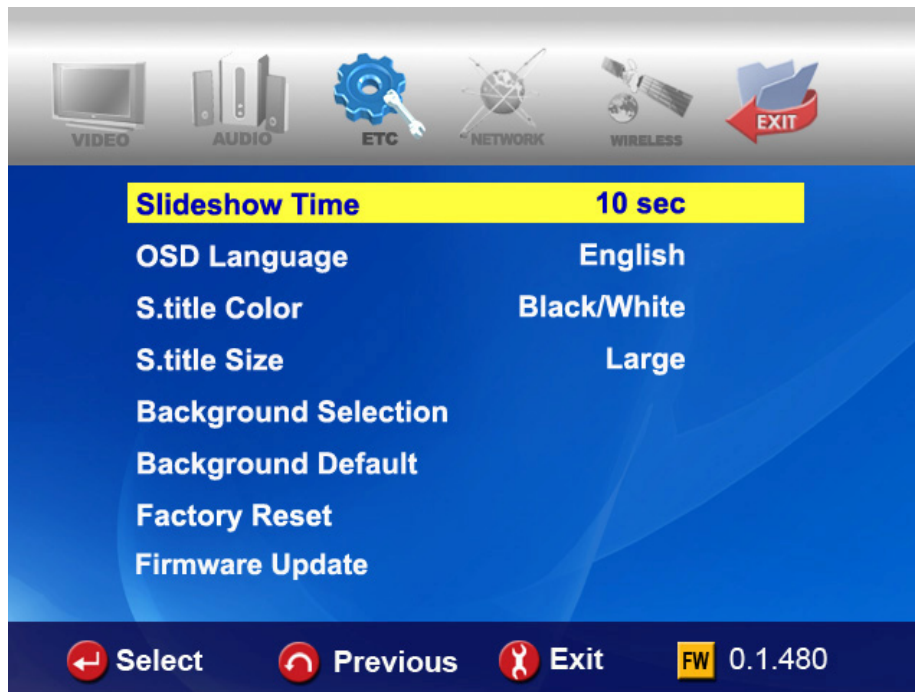 VIDEO AUDIO ETC NETWORK WIRELESS EXIT
Slideshow Time 10 sec
OSD Language English
S.title Color Black/White
S.title Size Large
Background Selection
Background Default
Factory Reset
Firmware Update
Select Previous Exit FW 0.1.480